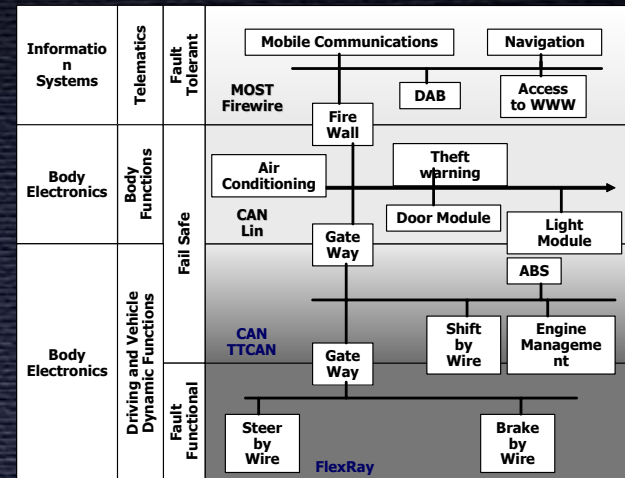 Informatio
n
Systems
Telematics
Fault
Tolerant
Mobile Communications
Navigation
MOST
Firewire
DAB
Access
to WWW
Fire
Wall
Body
Electronics
Body
Functions
Fail Safe
Air
Conditioning
Theft
warning
CAN
Lin
Door Module
Light
Module
Gate
Way
Body
Electronics
Driving and Vehicle
Dynamic Functions
ABS
CAN
TTCAN
Shift
by
Wire
Engine
Manageme
nt
Gate
Way
Fault
Functional
Steer
by
Wire
Brake
by
Wire
FlexRay